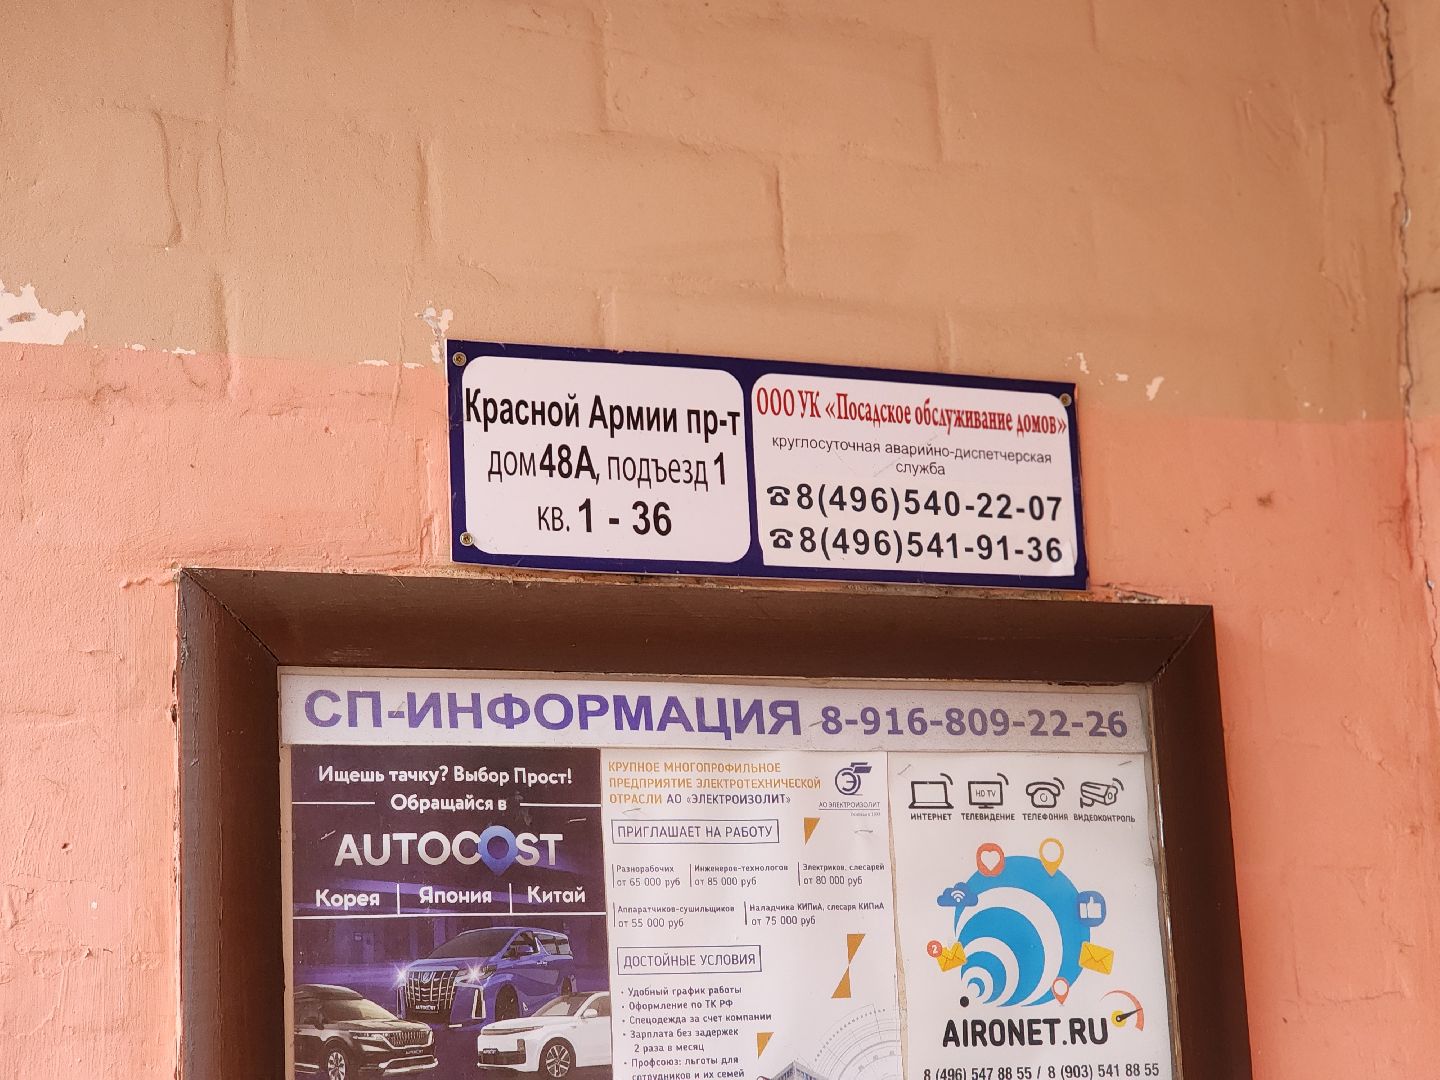 Красной Армии пр-т
дом 48А, подъезд 1
кв. 1 - 36
ООО УК «Посадское обслуживание домов»
круглосуточная аварийно-диспетчерская
служба
☎8(496)540-22-07
☎8(496)541-91-36
СП-ИНФОРМАЦИЯ 8-916-809-22-26
Ищешь тачку? Выбор Прост!
Обращайся в
AUTOCOST
Корея | Япония | Китай
КРУПНОЕ МНОГОПРОФИЛЬНОЕ
ПРЕДПРИЯТИЕ ЭЛЕКТРОТЕХНИЧЕСКОЙ
ОТРАСЛИ АО «ЭЛЕКТРОИЗОЛИТ»
АО ЭЛЕКТРОИЗОЛИТ
ПРИГЛАШАЕТ НА РАБОТУ
Разнорабочих
от 65 000 руб
Инженеров-технологов
от 85 000 руб
Электриков, слесарей
от 80 000 руб
Аппаратчиков-сушильщиков
от 55 000 руб
Наладчика КИПиА, слесаря КИПиА
от 75 000 руб
ДОСТОЙНЫЕ УСЛОВИЯ
• Удобный график работы
• Оформление по ТК РФ
• Спецодежда за счет компании
• Зарплата без задержек
2 раза в месяц
• Профсоюз: льготы для
сотрудников и их семей
HD TV
ИНТЕРНЕТ ТЕЛЕВИДЕНИЕ ТЕЛЕФОНИЯ ВИДЕОКОНТРОЛЬ
2
AIRONET.RU
8 (496) 547 88 55 / 8 (903) 541 88 55